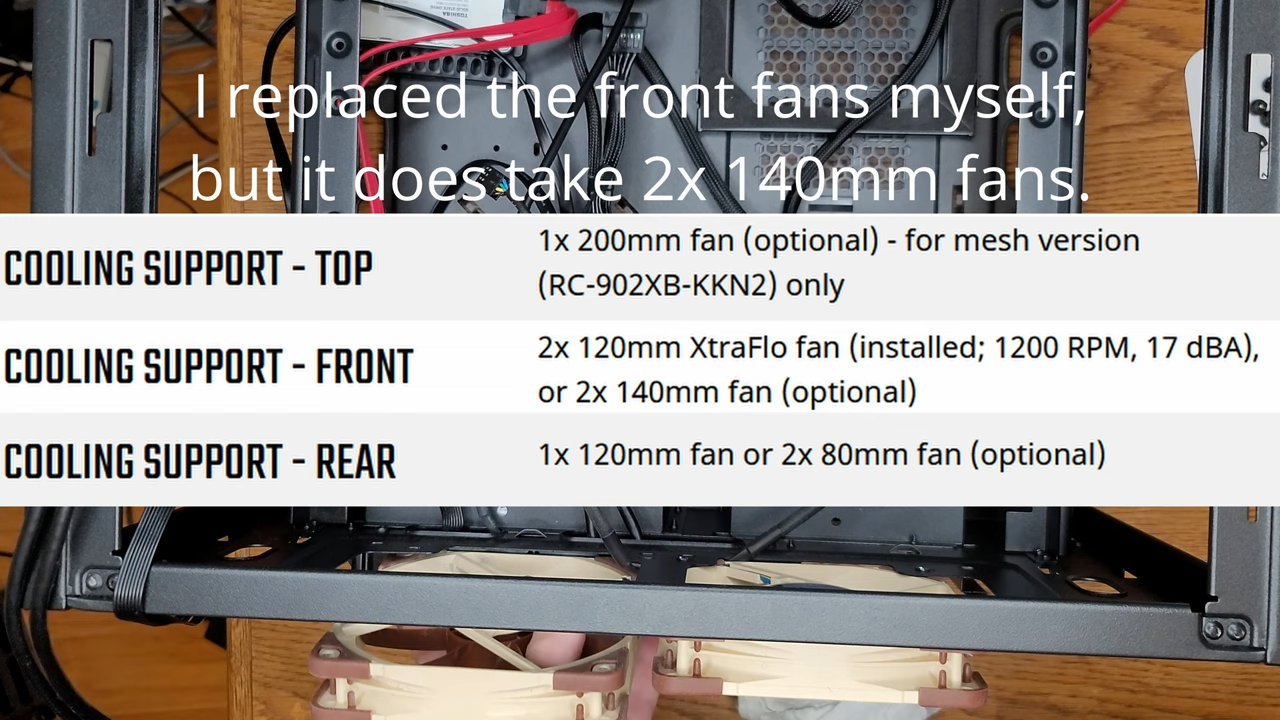 TOSHIBA
I replaced the front fans myself,
but it does take 2x 140mm fans.
COOLING SUPPORT - TOP
1x 200mm fan (optional) - for mesh version
(RC-902XB-KKN2) only
COOLING SUPPORT - FRONT
2x 120mm XtraFlo fan (installed; 1200 RPM, 17 dBA),
or 2x 140mm fan (optional)
COOLING SUPPORT - REAR
1x 120mm fan or 2x 80mm fan (optional)